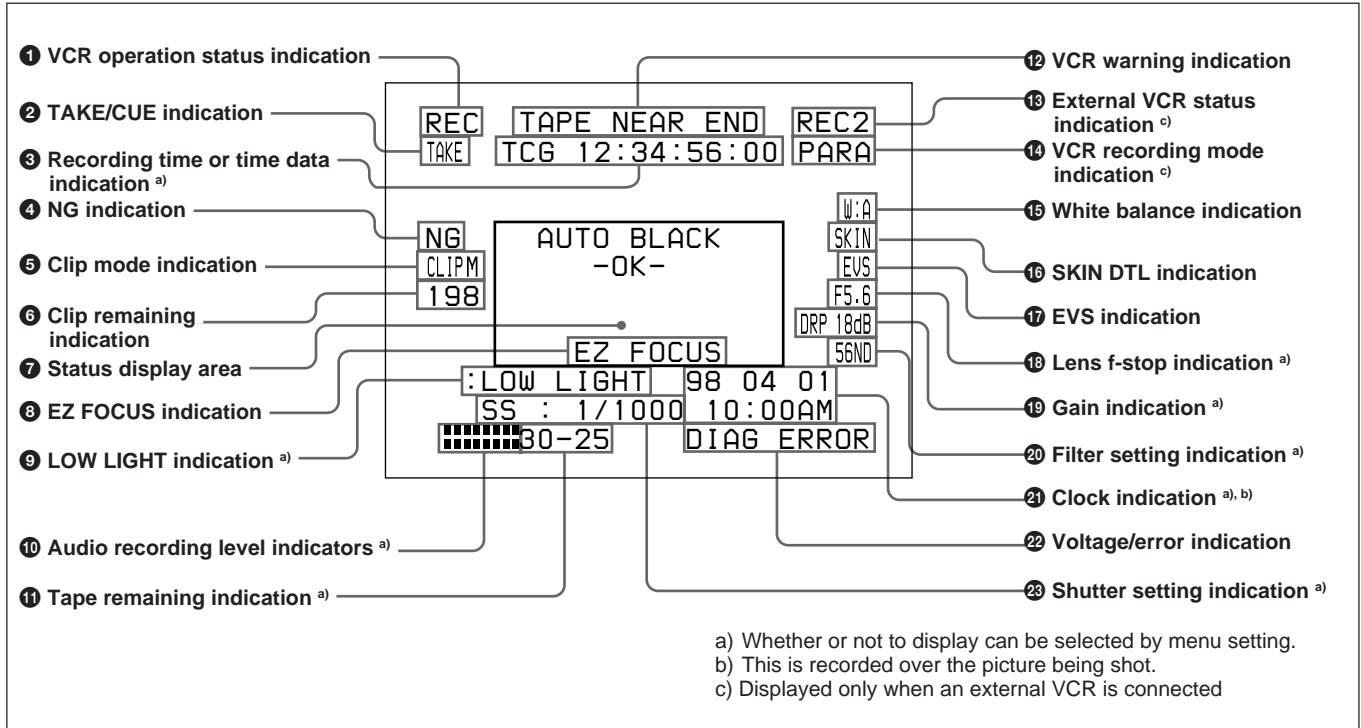 ❶ VCR operation status indication
❷ TAKE/CUE indication
❸ Recording time or time data
indication a)
❹ NG indication
❺ Clip mode indication
❻ Clip remaining
indication
❼ Status display area
❽ EZ FOCUS indication
❾ LOW LIGHT indication a)
❿ Audio recording level indicators a)
⓫ Tape remaining indication a)
REC TAPE NEAR END REC2
TAKE TCG 12:34:56:00 PARA
W:A
NG AUTO BLACK SKIN
CLIP M -OK- EVS
198 F5.6
DRP 18dB
EZ FOCUS 56ND
:LOW LIGHT 98 04 01
SS : 1/1000 10:00AM
30-25 DIAG ERROR
⓬ VCR warning indication
⓭ External VCR status
indication c)
⓮ VCR recording mode
indication c)
⓯ White balance indication
⓰ SKIN DTL indication
⓱ EVS indication
⓲ Lens f-stop indication a)
⓳ Gain indication a)
⓴ Filter setting indication a)
㉑ Clock indication a), b)
㉒ Voltage/error indication
㉓ Shutter setting indication a)
a) Whether or not to display can be selected by menu setting.
b) This is recorded over the picture being shot.
c) Displayed only when an external VCR is connected